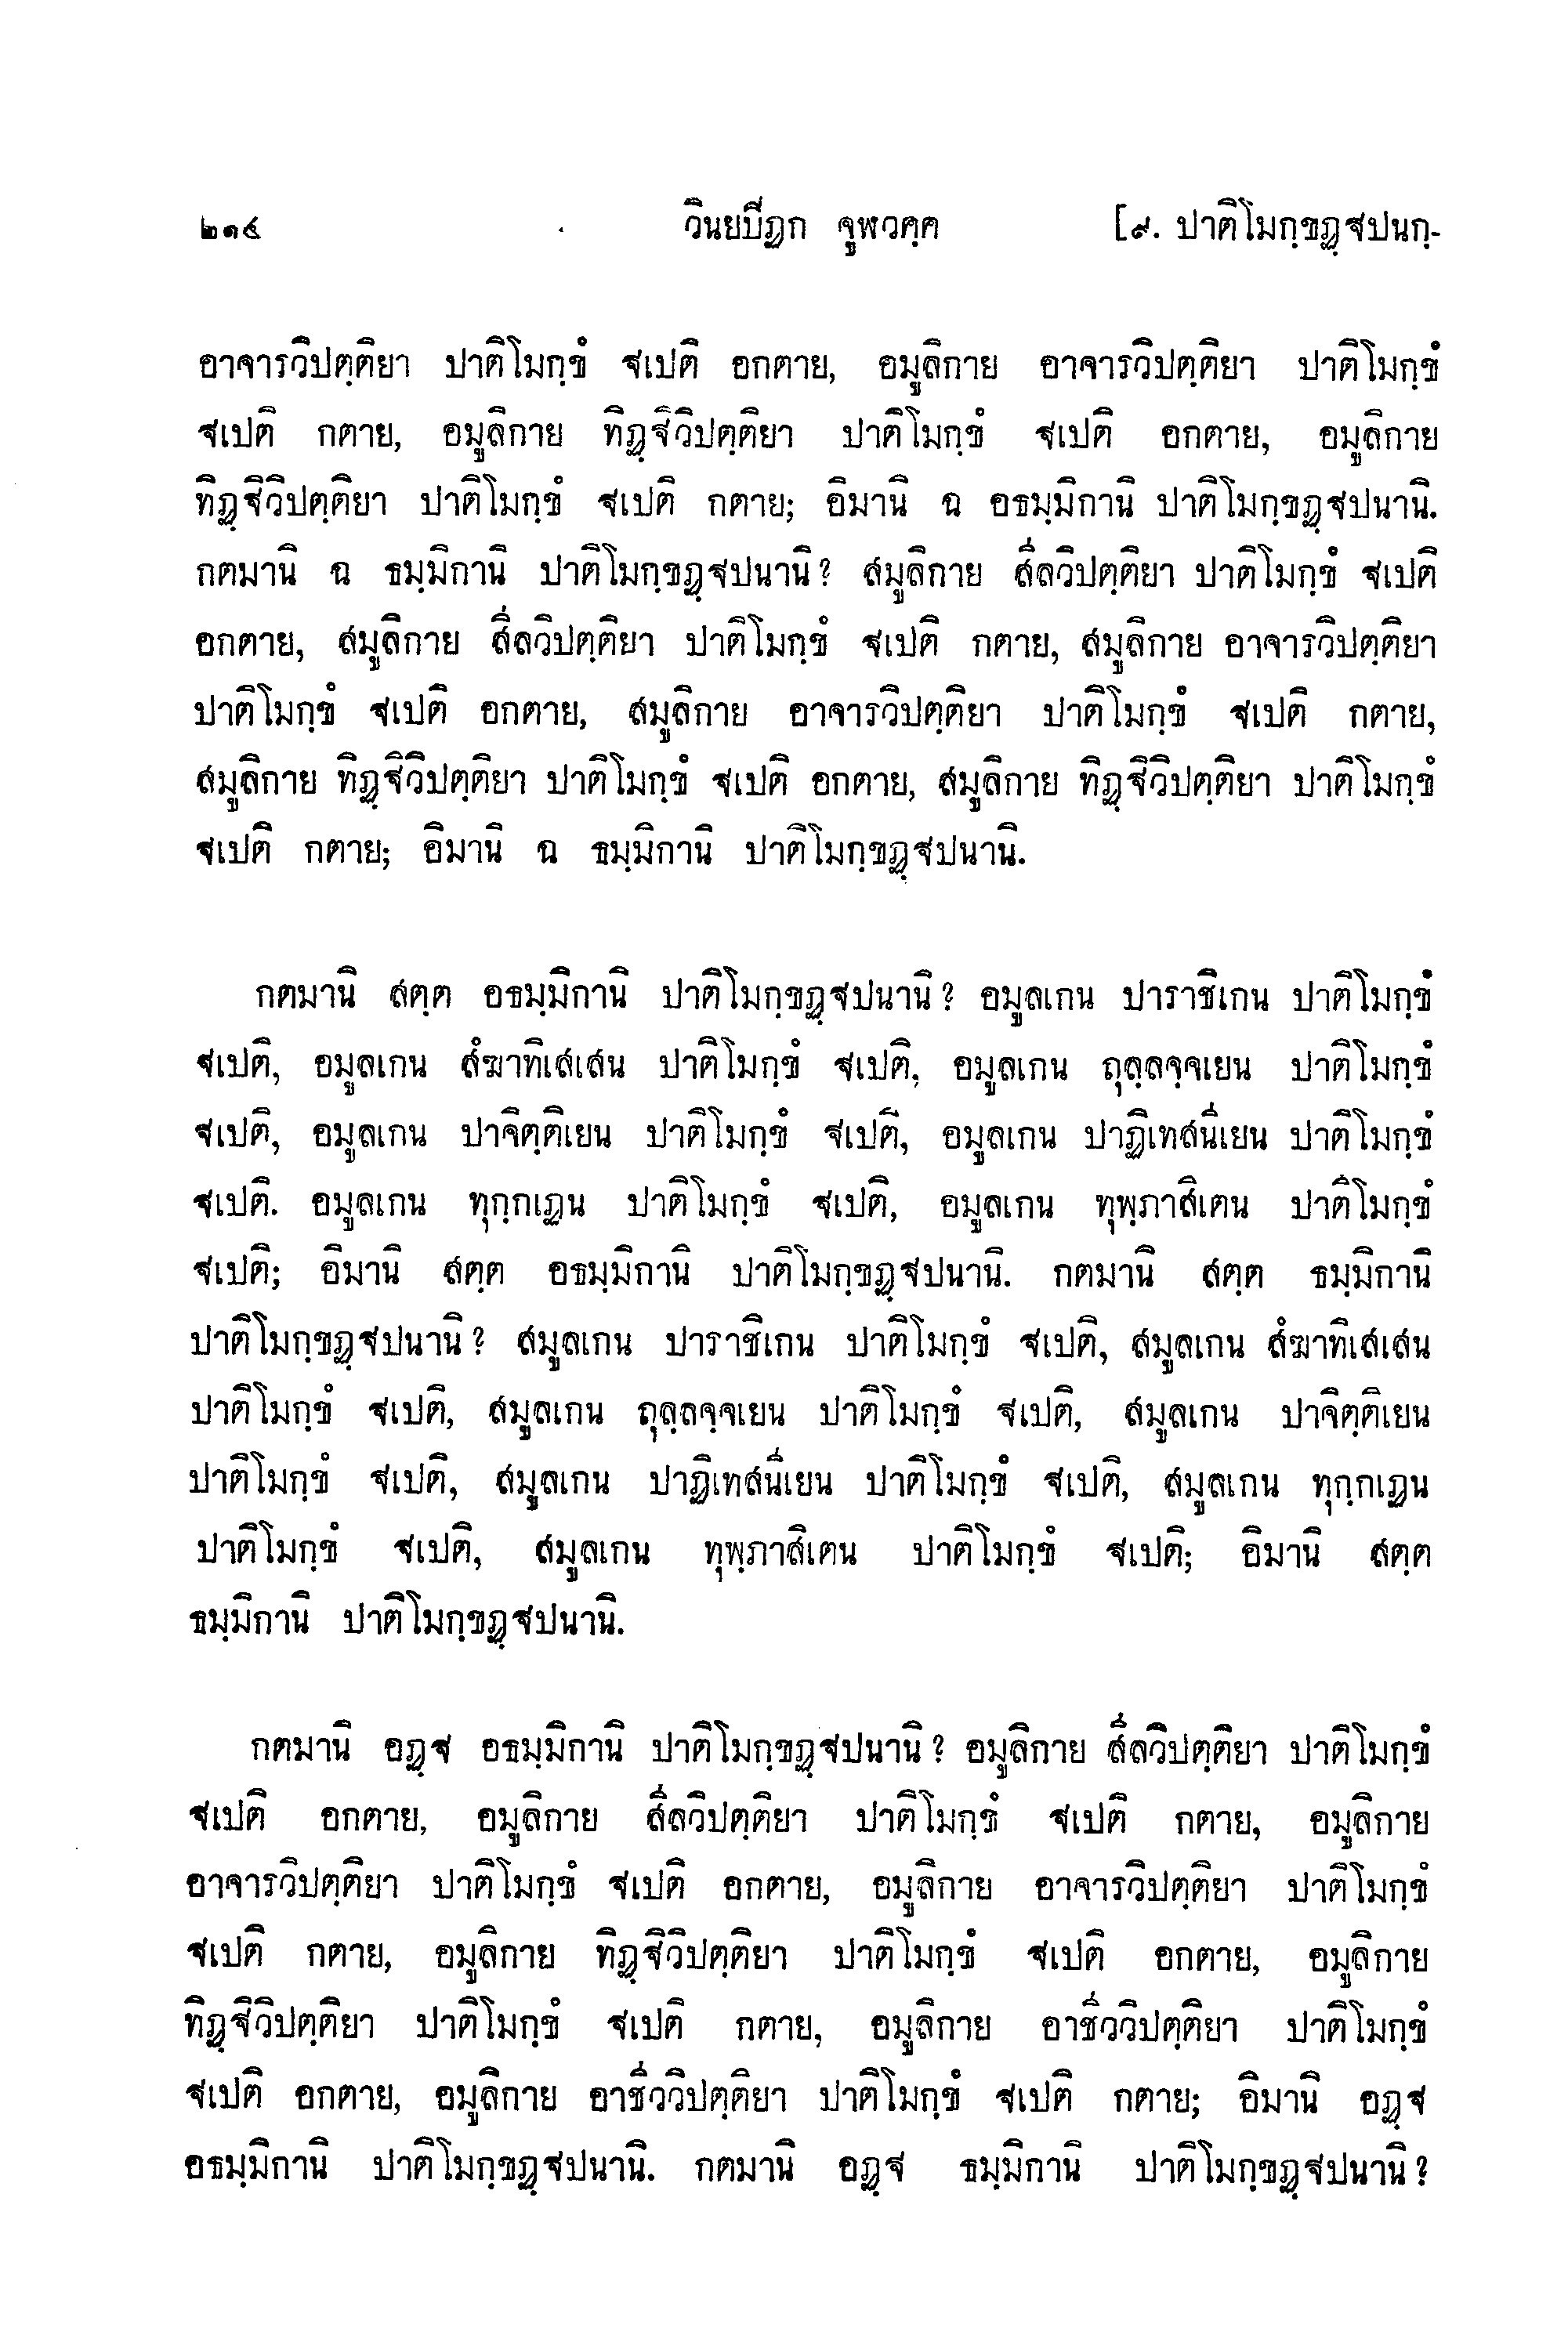 ๒๑๔ วินยปิฏก จูฬวคฺค [๙. ปาติโมกฺขฏฺฐปนกฺ-
อาจารวิปตฺติยา ปาติโมกฺขํ ฐเปติ อกตาย, อมูลิกาย อาจารวิปตฺติยา ปาติโมกฺขํ
ฐเปติ กตาย, อมูลิกาย ทิฏฺฐิวิปตฺติยา ปาติโมกฺขํ ฐเปติ อกตาย, อมูลิกาย
ทิฏฺฐิวิปตฺติยา ปาติโมกฺขํ ฐเปติ กตาย; อิมานิ ฉ อธมฺมิกานิ ปาติโมกฺขฏฺฐปนานิ.
กตมานิ ฉ ธมฺมิกานิ ปาติโมกฺขฏฺฐปนานิ? สมูลิกาย สีลวิปตฺติยา ปาติโมกฺขํ ฐเปติ
อกตาย, สมูลิกาย สีลวิปตฺติยา ปาติโมกฺขํ ฐเปติ กตาย, สมูลิกาย อาจารวิปตฺติยา
ปาติโมกฺขํ ฐเปติ อกตาย, สมูลิกาย อาจารวิปตฺติยา ปาติโมกฺขํ ฐเปติ กตาย,
สมูลิกาย ทิฏฺฐิวิปตฺติยา ปาติโมกฺขํ ฐเปติ อกตาย, สมูลิกาย ทิฏฺฐิวิปตฺติยา ปาติโมกฺขํ
ฐเปติ กตาย; อิมานิ ฉ ธมฺมิกานิ ปาติโมกฺขฏฺฐปนานิ.
กตมานิ สตฺต อธมฺมิกานิ ปาติโมกฺขฏฺฐปนานิ? อมูลเกน ปาราชิเกน ปาติโมกฺขํ
ฐเปติ, อมูลเกน สํฆาทิเสเสน ปาติโมกฺขํ ฐเปติ, อมูลเกน ถุลฺลจฺจเยน ปาติโมกฺขํ
ฐเปติ, อมูลเกน ปาจิตฺติเยน ปาติโมกฺขํ ฐเปติ, อมูลเกน ปาฏิเทสนีเยน ปาติโมกฺขํ
ฐเปติ. อมูลเกน ทุกฺกเฏน ปาติโมกฺขํ ฐเปติ, อมูลเกน ทุพฺภาสิเตน ปาติโมกฺขํ
ฐเปติ; อิมานิ สตฺต อธมฺมิกานิ ปาติโมกฺขฏฺฐปนานิ. กตมานิ สตฺต ธมฺมิกานิ
ปาติโมกฺขฏฺฐปนานิ? สมูลเกน ปาราชิเกน ปาติโมกฺขํ ฐเปติ, สมูลเกน สํฆาทิเสเสน
ปาติโมกฺขํ ฐเปติ, สมูลเกน ถุลฺลจฺจเยน ปาติโมกฺขํ ฐเปติ, สมูลเกน ปาจิตฺติเยน
ปาติโมกฺขํ ฐเปติ, สมูลเกน ปาฏิเทสนีเยน ปาติโมกฺขํ ฐเปติ, สมูลเกน ทุกฺกเฏน
ปาติโมกฺขํ ฐเปติ, สมูลเกน ทุพฺภาสิเตน ปาติโมกฺขํ ฐเปติ; อิมานิ สตฺต
ธมฺมิกานิ ปาติโมกฺขฏฺฐปนานิ.
กตมานิ อฏฺฐ อธมฺมิกานิ ปาติโมกฺขฏฺฐปนานิ? อมูลิกาย สีลวิปตฺติยา ปาติโมกฺขํ
ฐเปติ อกตาย, อมูลิกาย สีลวิปตฺติยา ปาติโมกฺขํ ฐเปติ กตาย, อมูลิกาย
อาจารวิปตฺติยา ปาติโมกฺขํ ฐเปติ อกตาย, อมูลิกาย อาจารวิปตฺติยา ปาติโมกฺขํ
ฐเปติ กตาย, อมูลิกาย ทิฏฺฐิวิปตฺติยา ปาติโมกฺขํ ฐเปติ อกตาย, อมูลิกาย
ทิฏฺฐิวิปตฺติยา ปาติโมกฺขํ ฐเปติ กตาย, อมูลิกาย อาชีววิปตฺติยา ปาติโมกฺขํ
ฐเปติ อกตาย, อมูลิกาย อาชีววิปตฺติยา ปาติโมกฺขํ ฐเปติ กตาย; อิมานิ อฏฺฐ
อธมฺมิกานิ ปาติโมกฺขฏฺฐปนานิ. กตมานิ อฏฺฐ ธมฺมิกานิ ปาติโมกฺขฏฺฐปนานิ?